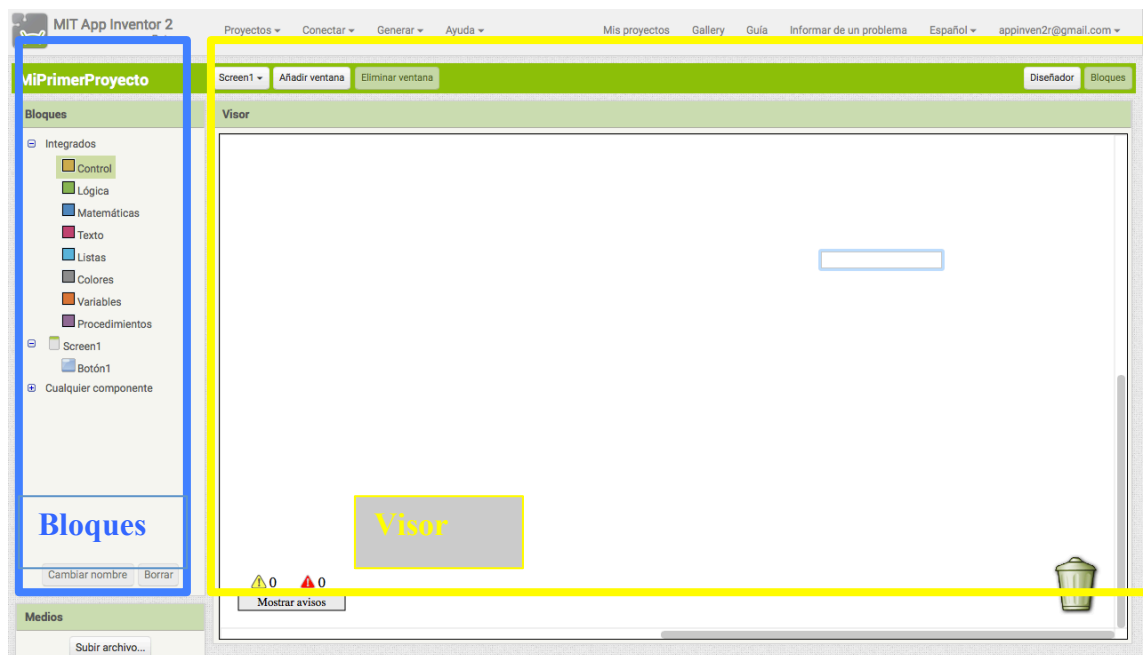 MIT App Inventor 2
Proyectos Conectar Generar Ayuda Mis proyectos Gallery Guía Informar de un problema Español appinven2r@gmail.com
MiPrimerProyecto
Screen1 Añadir ventana Eliminar ventana Diseñador Bloques
Bloques
Visor
Integrados
Control
Lógica
Matemáticas
Texto
Listas
Colores
Variables
Procedimientos
Screen1
Botón1
Cualquier componente
Bloques
Visor
Cambiar nombre Borrar
0 0
Mostrar avisos
Medios
Subir archivo...